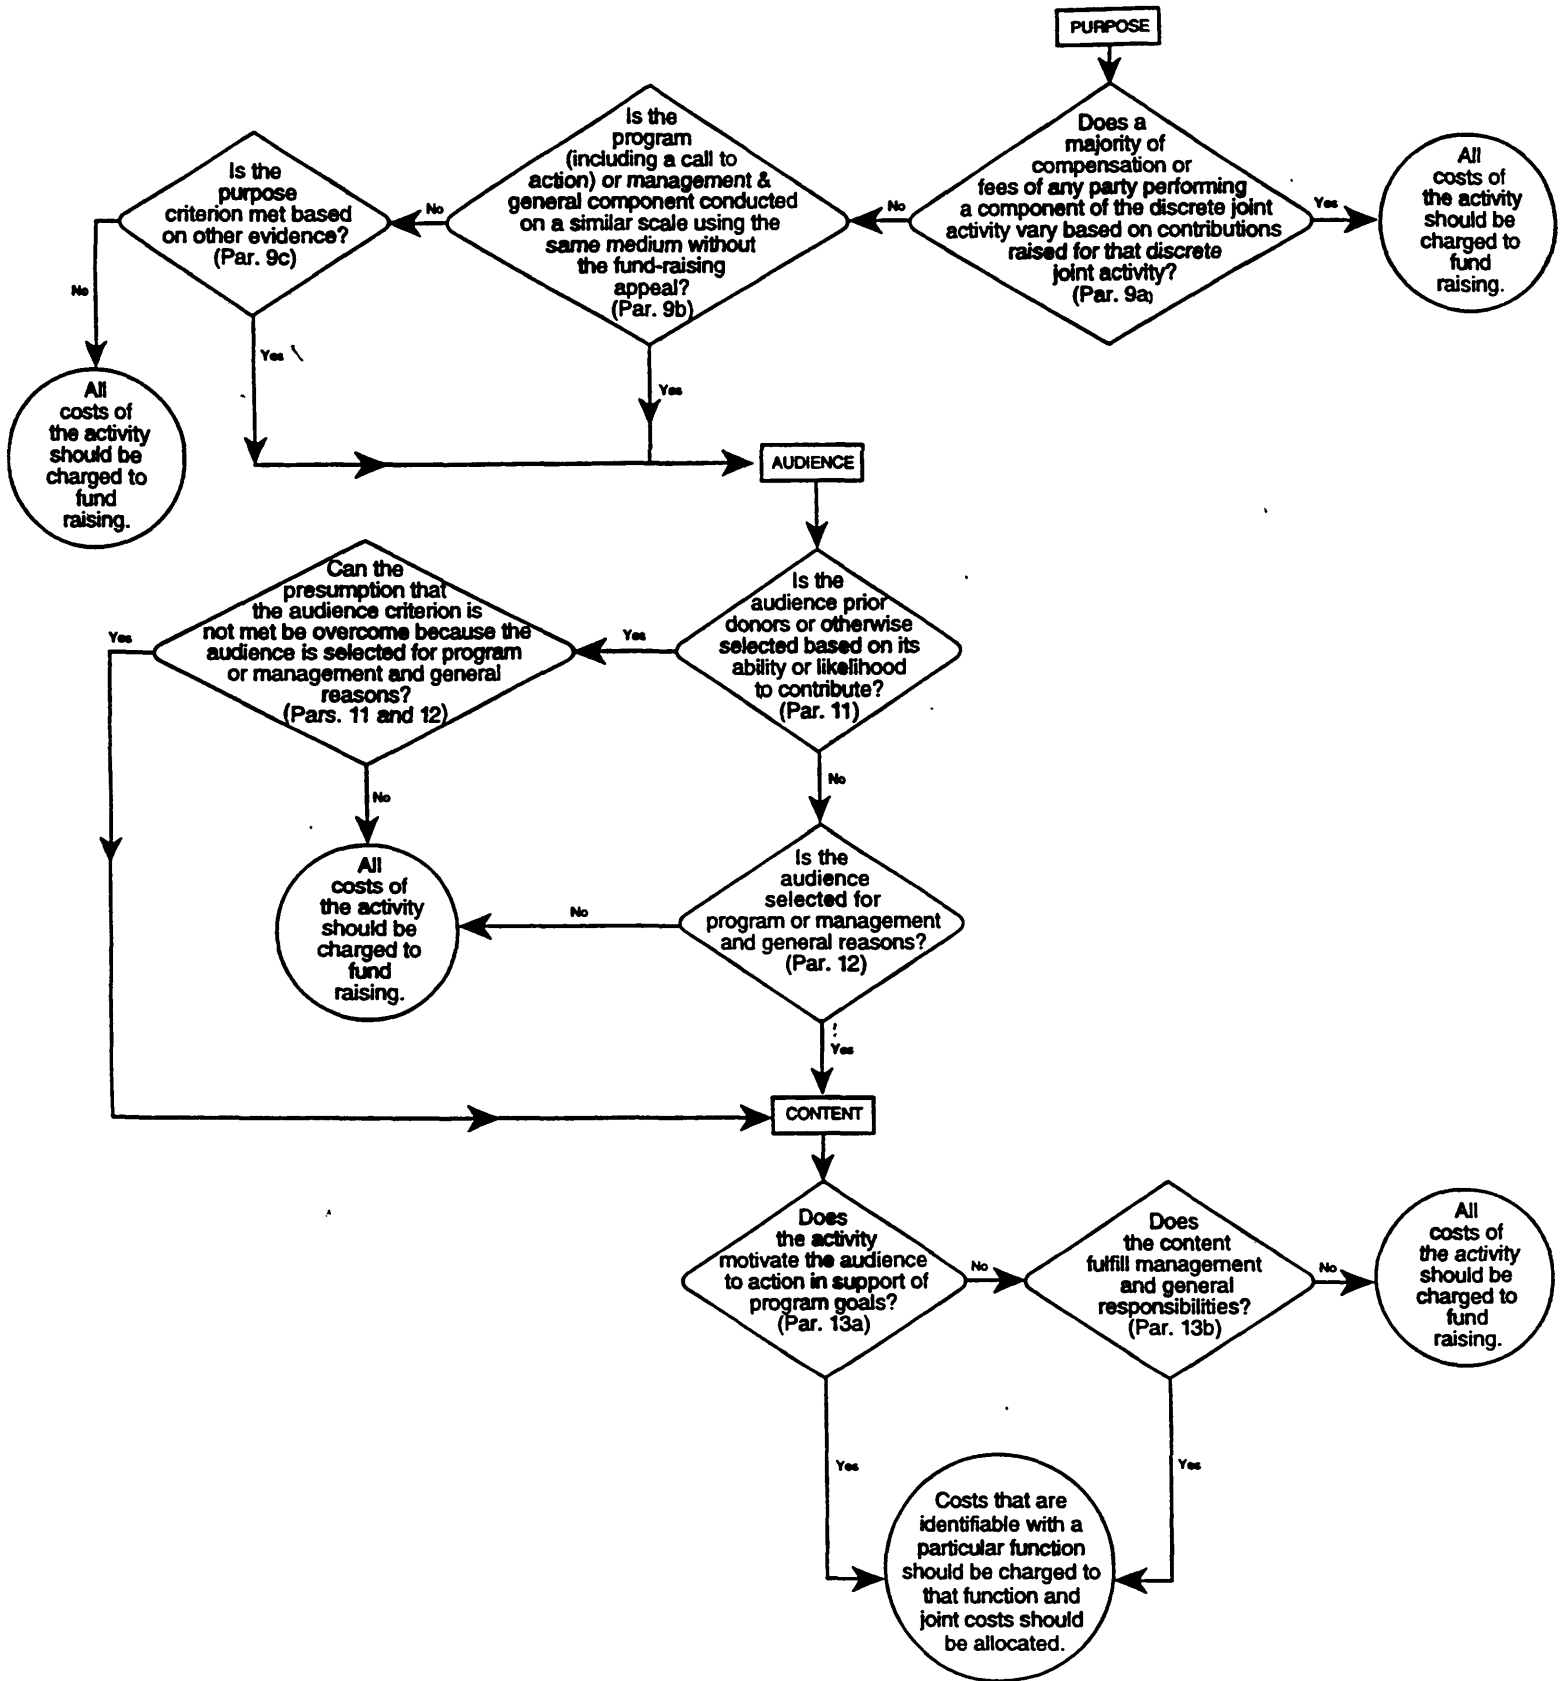 PURPOSE
Does a
majority of
compensation or
fees of any party performing
a component of the discrete joint
activity vary based on contributions
raised for that discrete
joint activity?
(Par. 9a)
Yes
All
costs of
the activity
should be
charged to
fund
raising.
No
Is the
program
(including a call to
action) or management &
general component conducted
on a similar scale using the
same medium without
the fund-raising
appeal?
(Par. 9b)
No
Is the
purpose
criterion met based
on other evidence?
(Par. 9c)
No
All
costs of
the activity
should be
charged to
fund
raising.
Yes
Yes
AUDIENCE
Is the
audience prior
donors or otherwise
selected based on its
ability or likelihood
to contribute?
(Par. 11)
Yes
Can the
presumption that
the audience criterion is
not met be overcome because the
audience is selected for program
or management and general
reasons?
(Pars. 11 and 12)
Yes
No
All
costs of
the activity
should be
charged to
fund
raising.
No
Is the
audience
selected for
program or management
and general reasons?
(Par. 12)
No
Yes
CONTENT
Does
the activity
motivate the audience
to action in support of
program goals?
(Par. 13a)
No
Does
the content
fulfill management
and general
responsibilities?
(Par. 13b)
No
All
costs of
the activity
should be
charged to
fund
raising.
Yes
Yes
Costs that are
identifiable with a
particular function
should be charged to
that function and
joint costs should
be allocated.